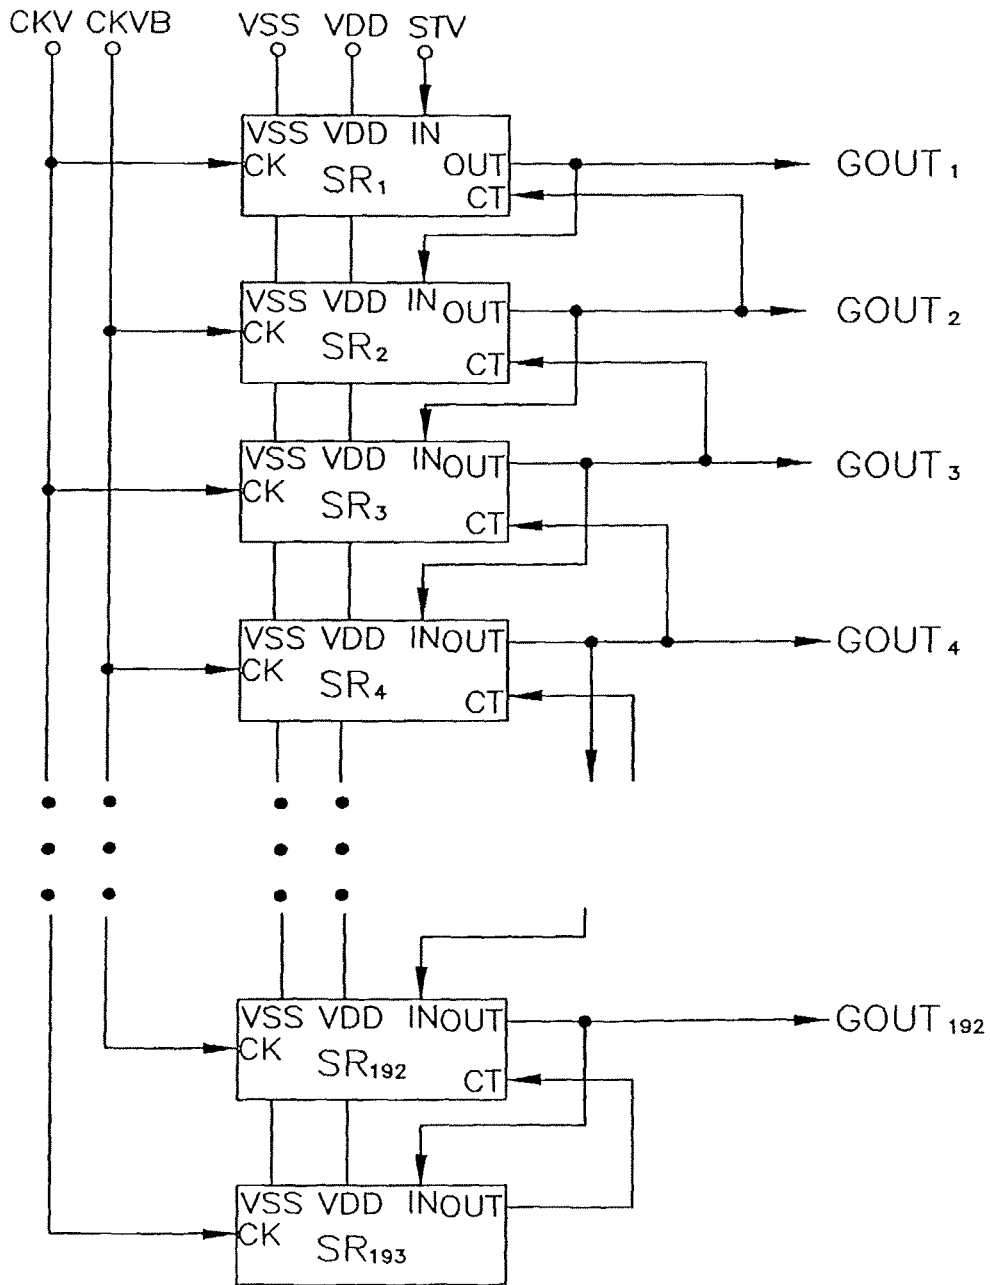 CKV CKVB VSS VDD STV
VSS VDD IN
CK OUT GOUT₁
SR₁
CT
VSS VDD IN
OUT GOUT₂
CK
SR₂
CT
VSS VDD IN OUT GOUT₃
CK
SR₃
CT
VSS VDD IN OUT GOUT₄
CK
SR₄
CT
VSS VDD IN OUT GOUT₁₉₂
CK
SR₁₉₂
CT
VSS VDD IN OUT
CK
SR₁₉₃